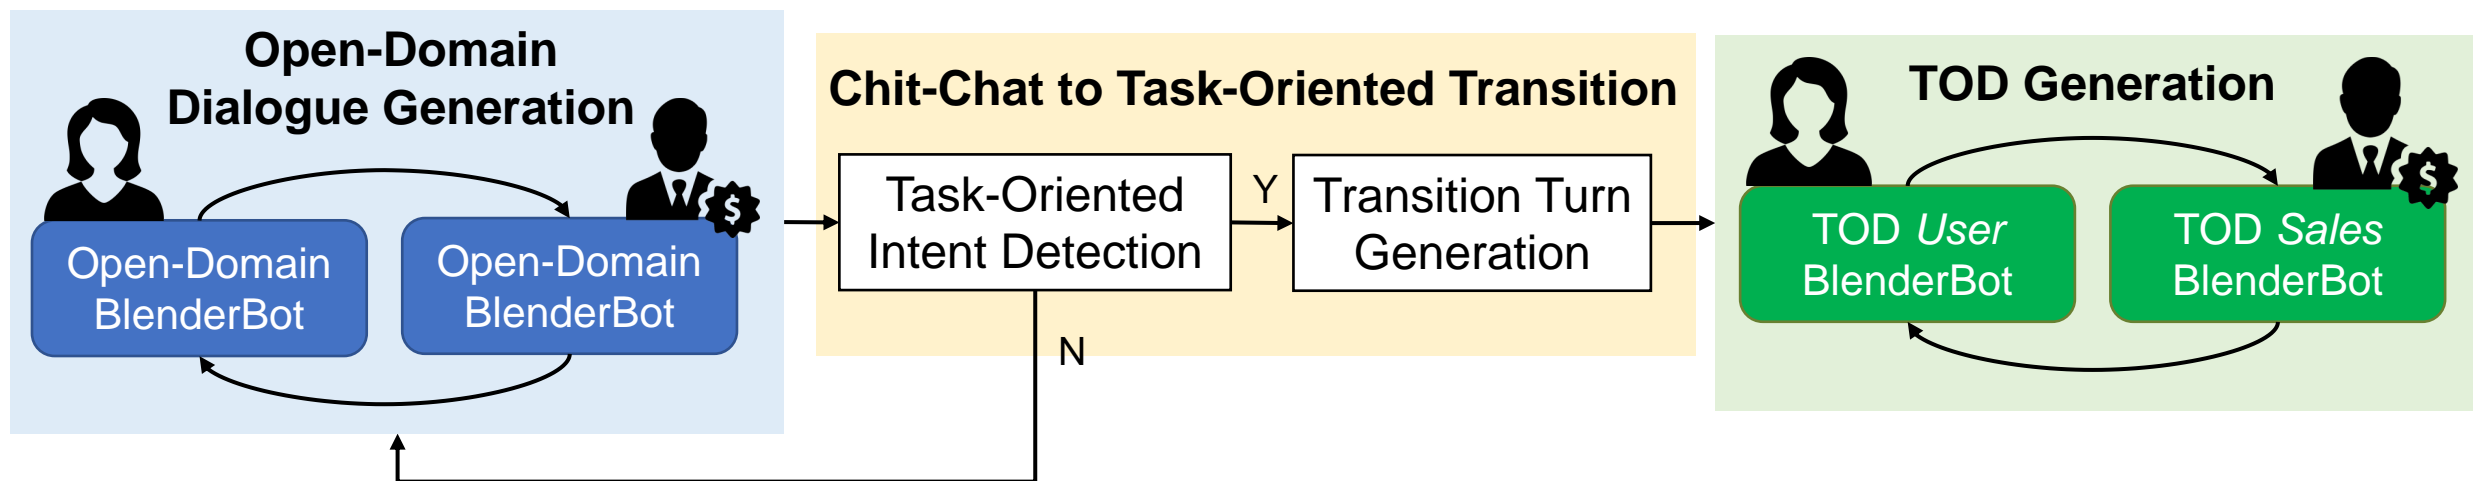 Open-Domain
Dialogue Generation
Open-Domain
BlenderBot
Open-Domain
BlenderBot
$
Chit-Chat to Task-Oriented Transition
Task-Oriented
Intent Detection
Y
Transition Turn
Generation
N
TOD Generation
TOD User
BlenderBot
TOD Sales
BlenderBot
$